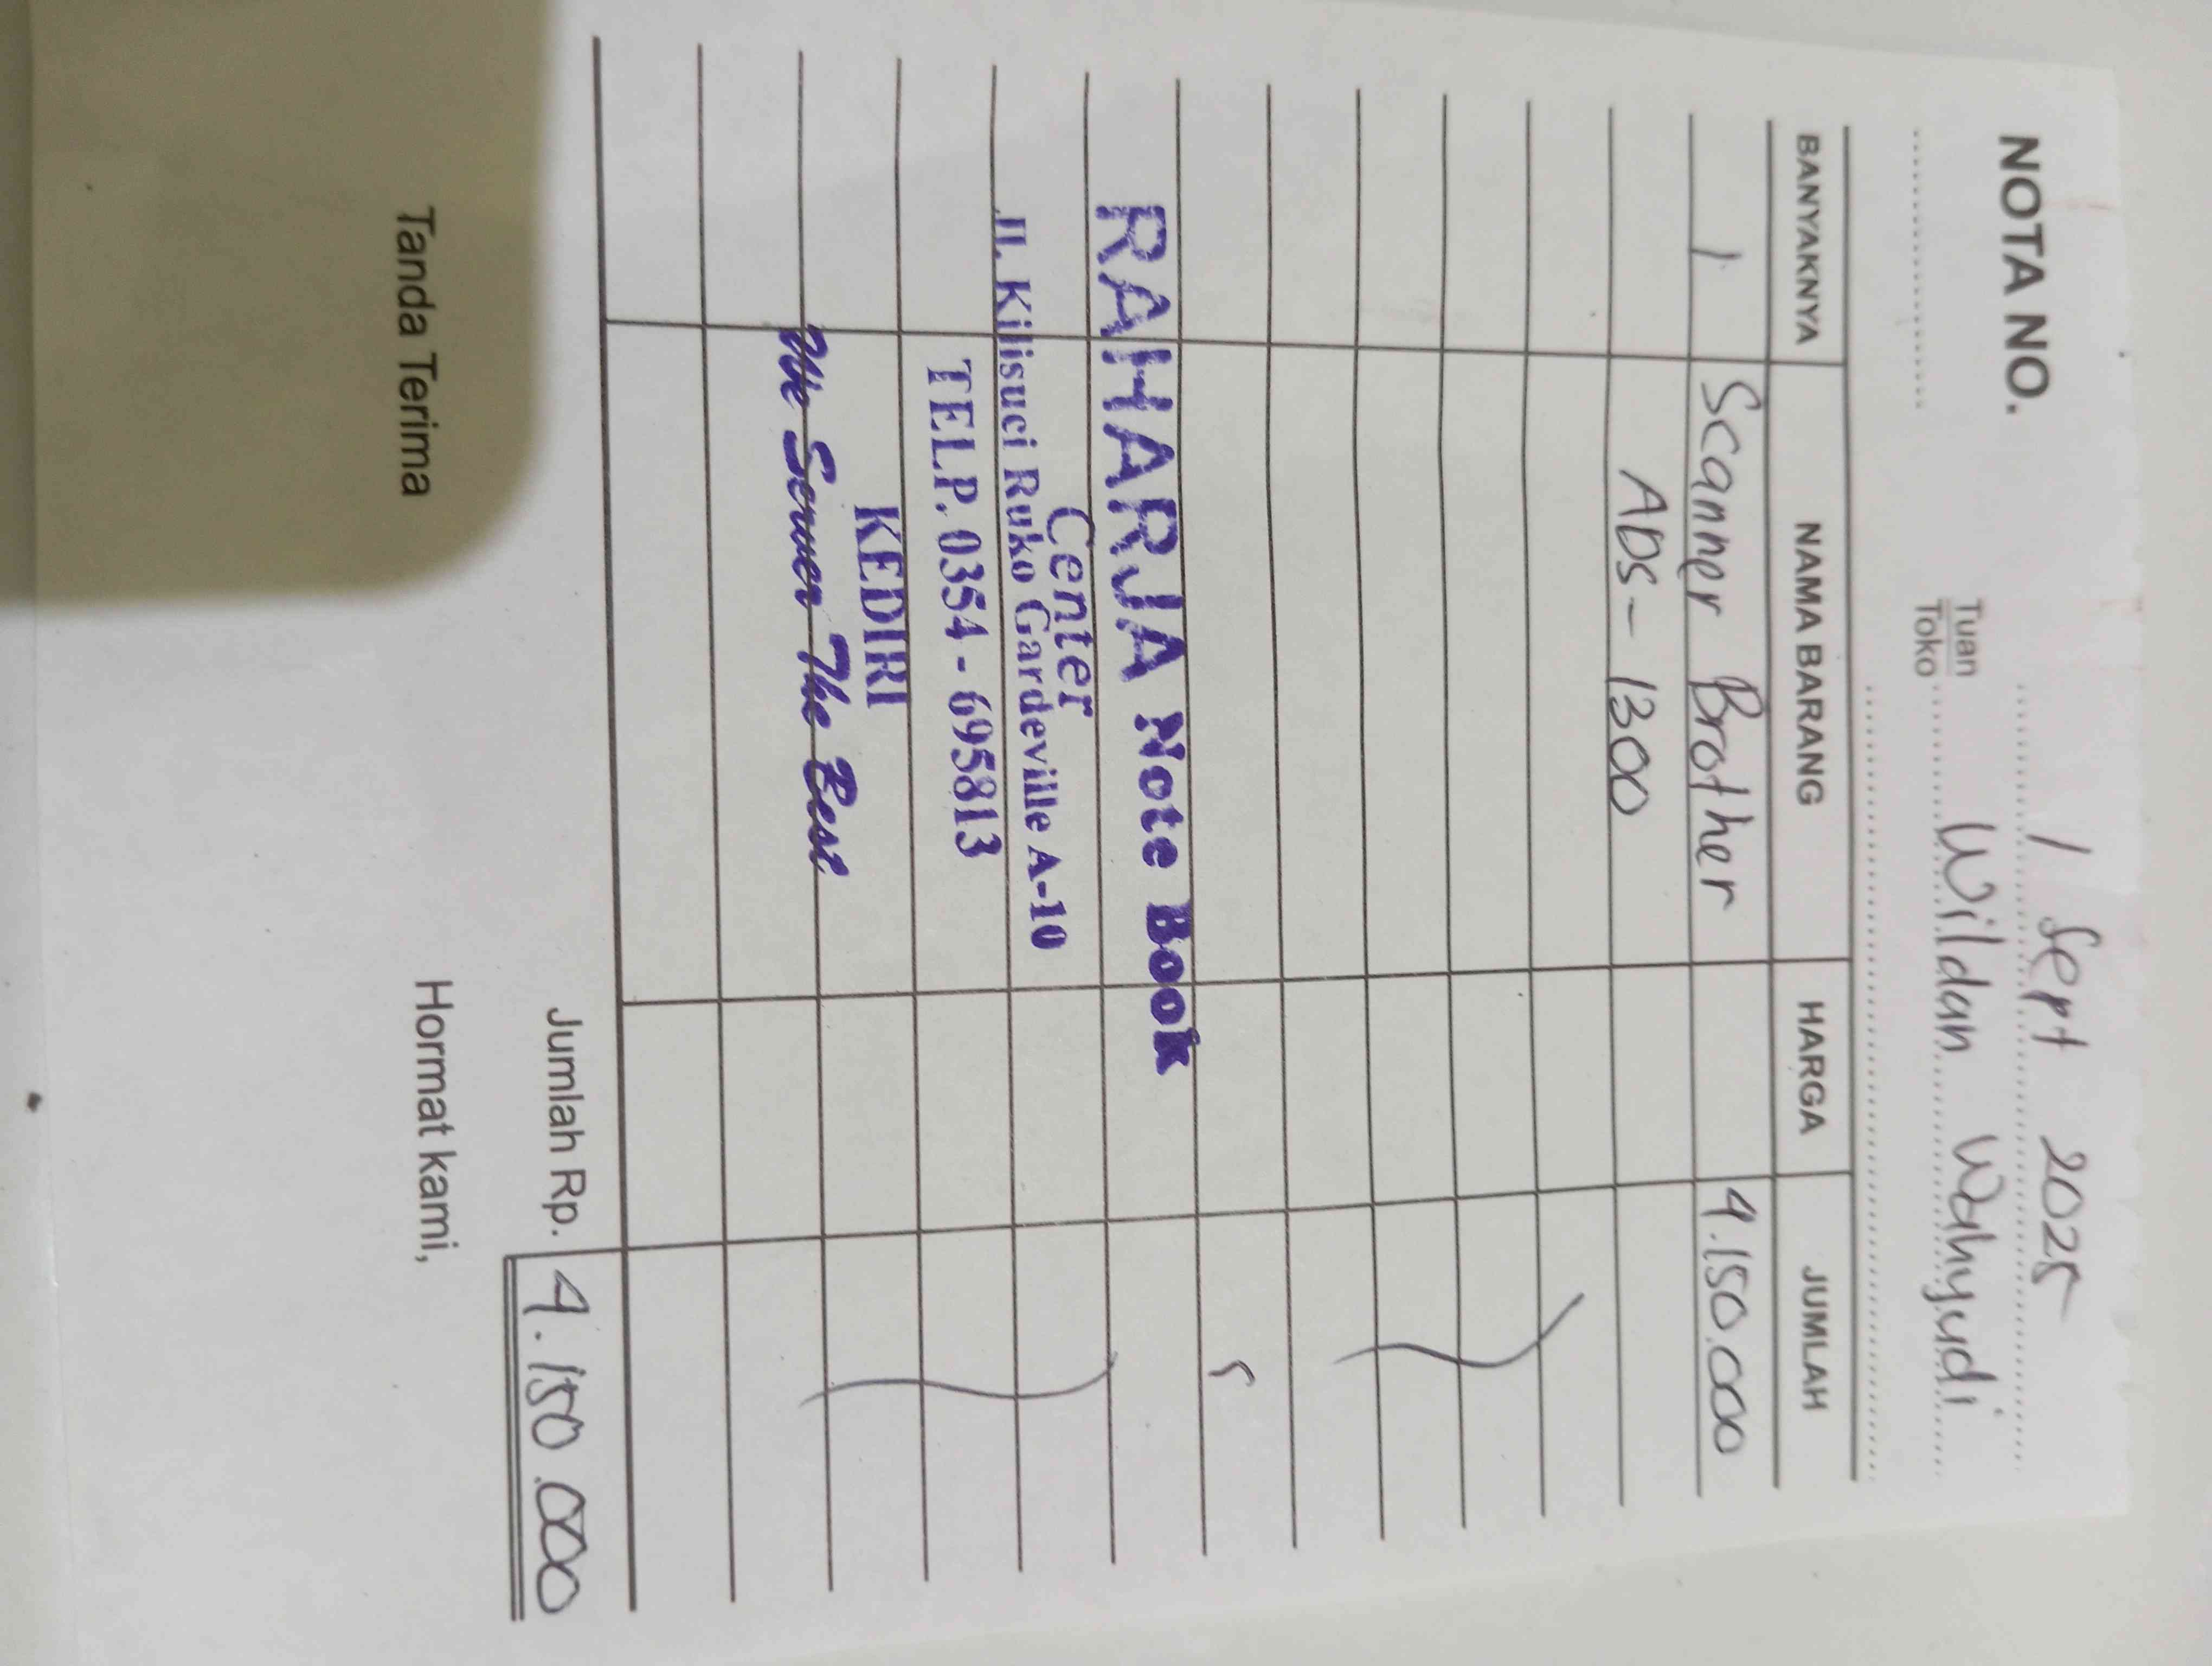 1 Sept 2025
NOTA NO.
Tuan
Toko
Wildan Wahyudi
BANYAKNYA NAMA BARANG HARGA JUMLAH
1 Scanner Brother 4.150.000
ADS-1300
RAHARJA Note Book
Center
Jl. Kilisuci Ruko Gardeville A-10
TELP. 0354 - 695813
KEDIRI
We Server The Best
Jumlah Rp. 4.150.000
Tanda Terima Hormat kami,